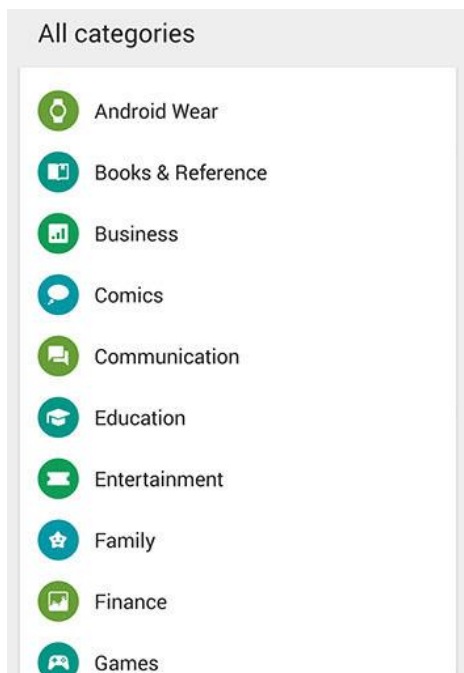 All categories
Android Wear
Books & Reference
Business
Comics
Communication
Education
Entertainment
Family
Finance
Games